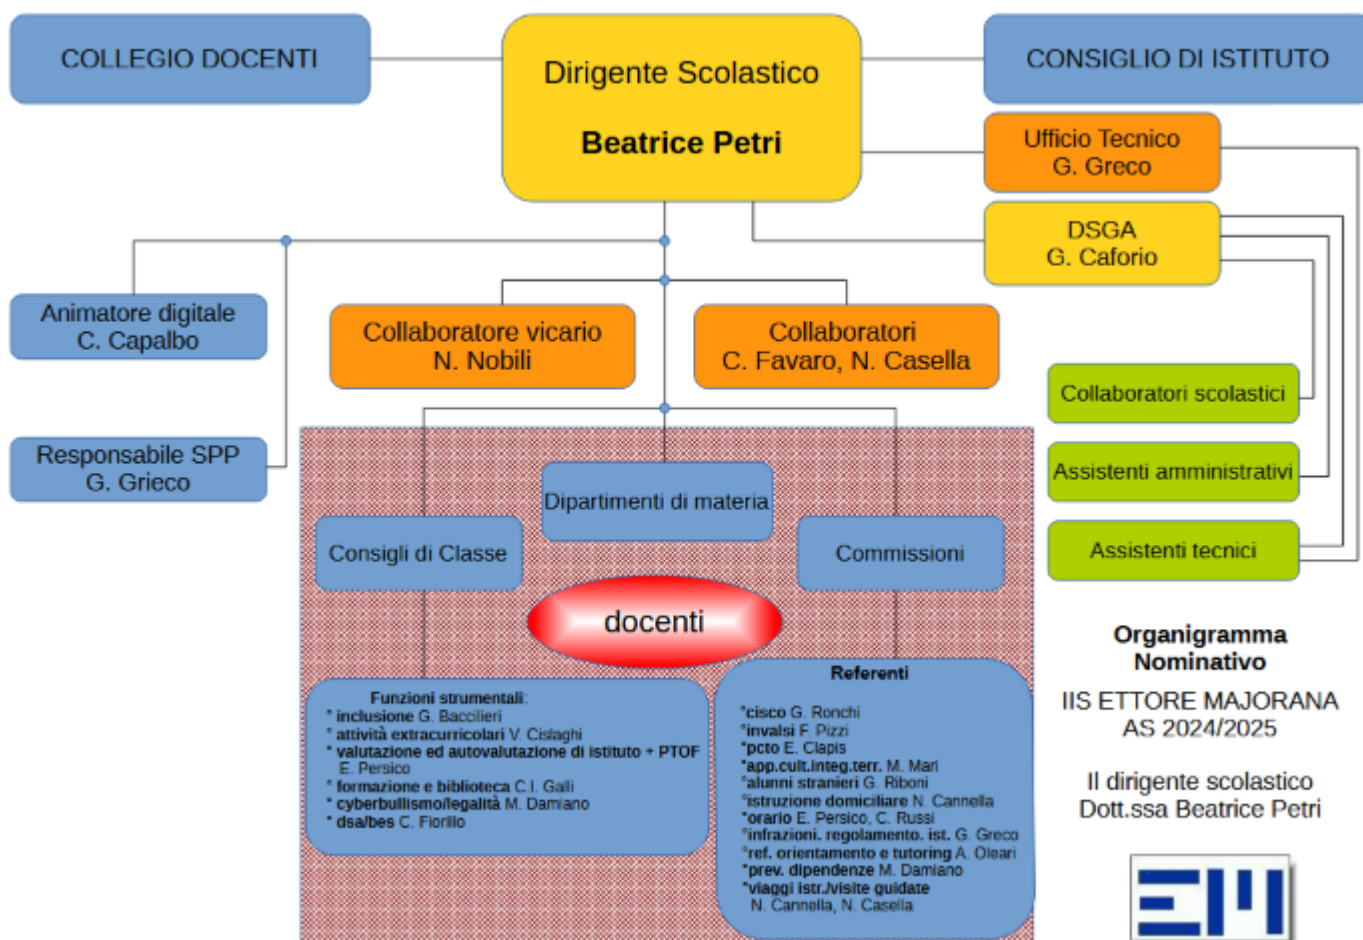 COLLEGIO DOCENTI
Dirigente Scolastico
Beatrice Petri
CONSIGLIO DI ISTITUTO
Ufficio Tecnico
G. Greco
DSGA
G. Caforio
Animatore digitale
C. Capalbo
Collaboratore vicario
N. Nobili
Collaboratori
C. Favaro, N. Casella
Collaboratori scolastici
Responsabile SPP
G. Grieco
Assistenti amministrativi
Dipartimenti di materia
Consigli di Classe
Commissioni
Assistenti tecnici
docenti
Funzioni strumentali:
* inclusione G. Baccilieri
* attività extracurricolari V. Cislaghi
* valutazione ed autovalutazione di istituto + PTOF
E. Persico
* formazione e biblioteca C.I. Galli
* cyberbullismo/legalità M. Damiano
* dsa/bes C. Fiorillo
Referenti
*cisco G. Ronchi
*invalsi F. Pizzi
*pcto E. Clapis
*app.cult.integ.terr. M. Mari
*alunni stranieri G. Riboni
*istruzione domiciliare N. Cannella
*orario E. Persico, C. Russi
*infrazioni. regolamento. ist. G. Greco
*ref. orientamento e tutoring A. Oleari
*prev. dipendenze M. Damiano
*viaggi istr./visite guidate
N. Cannella, N. Casella
Organigramma
Nominativo
IIS ETTORE MAJORANA
AS 2024/2025
Il dirigente scolastico
Dott.ssa Beatrice Petri
EM